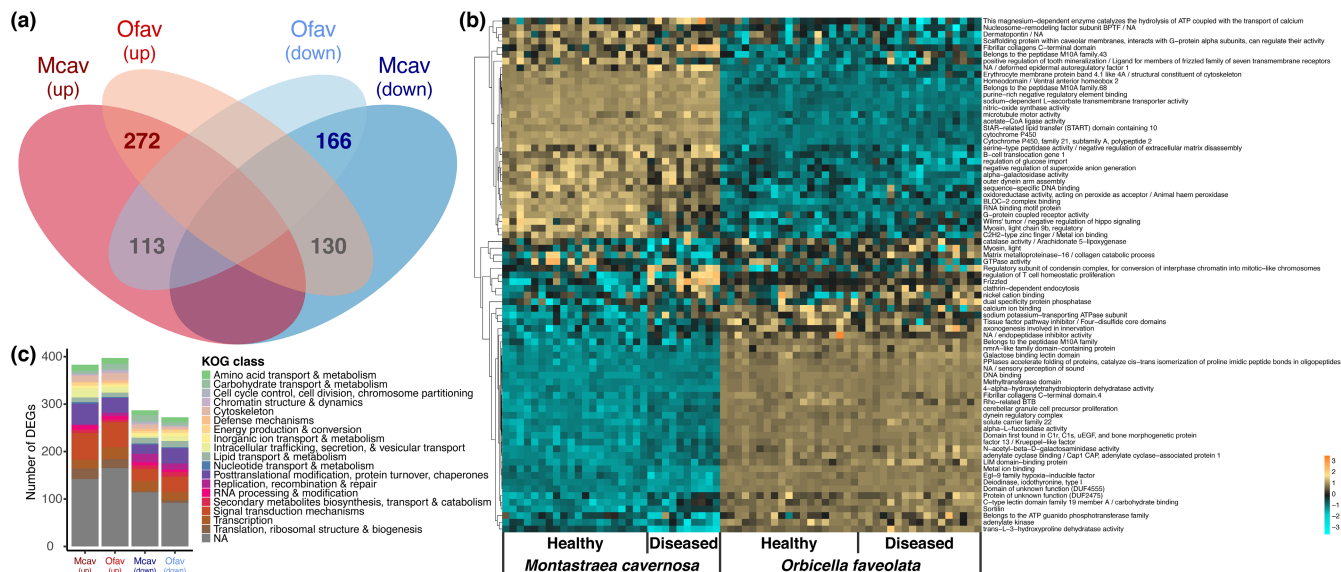 (a)
Ofav
(up)
Ofav
(down)
Mcav
(up)
Mcav
(down)
272
166
113
130
(b)
This magnesium−dependent enzyme catalyzes the hydrolysis of ATP coupled with the transport of calcium
Nucleosome−remodeling factor subunit BPTF / NA
Dermatopontin / NA
Scaffolding protein within caveolar membranes, interacts with G−protein alpha subunits, can regulate their activity
Fibrillar collagens C−terminal domain
Belongs to the peptidase M10A family.43
positive regulation of tooth mineralization / Ligand for members of frizzled family of seven transmembrane receptors
NA / deformed epidermal autoregulatory factor 1
Erythrocyte membrane protein band 4.1 like 4A / structural constituent of cytoskeleton
Homeodomain / Ventral anterior homeobox 2
Belongs to the peptidase M10A family.68
purine−rich negative regulatory element binding
sodium−dependent L−ascorbate transmembrane transporter activity
nitric−oxide synthase activity
microtubule motor activity
acetate−CoA ligase activity
StAR−related lipid transfer (START) domain containing 10
cytochrome P450
Cytochrome P450, family 21, subfamily A, polypeptide 2
serine−type peptidase activity / negative regulation of extracellular matrix disassembly
B−cell translocation gene 1
regulation of glucose import
negative regulation of superoxide anion generation
alpha−galactosidase activity
outer dynein arm assembly
sequence−specific DNA binding
oxidoreductase activity, acting on peroxide as acceptor / Animal haem peroxidase
BLOC−2 complex binding
RNA binding motif protein
G−protein coupled receptor activity
Wilms' tumor / negative regulation of hippo signaling
Myosin, light chain 9b, regulatory
C2H2−type zinc finger / Metal ion binding
catalase activity / Arachidonate 5−lipoxygenase
Myosin, light
Matrix metalloproteinase−16 / collagen catabolic process
GTPase activity
Regulatory subunit of condensin complex, for conversion of interphase chromatin into mitotic−like chromosomes
regulation of T cell homeostatic proliferation
Frizzled
clathrin−dependent endocytosis
nickel cation binding
dual specificity protein phosphatase
calcium ion binding
sodium potassium−transporting ATPase subunit
Tissue factor pathway inhibitor / Four−disulfide core domains
axonogenesis involved in innervation
NA / endopeptidase inhibitor activity
Belongs to the peptidase M10A family
nmrA−like family domain−containing protein
Galactose binding lectin domain
PPIases accelerate folding of proteins, catalyze cis−trans isomerization of proline imidic peptide bonds in oligopeptides
NA / sensory perception of sound
DNA binding
Methyltransferase domain
4−alpha−hydroxytetrahydrobiopterin dehydratase activity
Fibrillar collagens C−terminal domain.4
Rho−related BTB
cerebellar granule cell precursor proliferation
dynein regulatory complex
solute carrier family 22
alpha−L−fucosidase activity
Domain first found in C1r, C1s, uEGF, and bone morphogenetic protein
factor 13 / Krueppel−like factor
N−acetyl−beta−D−galactosaminidase activity
adenylate cyclase binding / Cap1 CAP, adenylate cyclase−associated protein 1
LIM domain−binding protein
Metal ion binding
Egl−9 family hypoxia−inducible factor
Deiodinase, iodothyronine, type I
Domain of unknown function (DUF4555)
Protein of unknown function (DUF2475)
C−type lectin domain family 19 member A / carbohydrate binding
Sortilin
Belongs to the ATP guanido phosphotransferase family
adenylate kinase
trans−L−3−hydroxyproline dehydratase activity
3
2
1
0
−1
−2
−3
Healthy
Diseased
Healthy
Diseased
Montastraea cavernosa
Orbicella faveolata
(c)
Number of DEGs
400
300
200
100
0
Mcav
(up)
Ofav
(up)
Mcav
(down)
Ofav
(down)
KOG class
Amino acid transport & metabolism
Carbohydrate transport & metabolism
Cell cycle control, cell division, chromosome partitioning
Chromatin structure & dynamics
Cytoskeleton
Defense mechanisms
Energy production & conversion
Inorganic ion transport & metabolism
Intracellular trafficking, secretion, & vesicular transport
Lipid transport & metabolism
Nucleotide transport & metabolism
Posttranslational modification, protein turnover, chaperones
Replication, recombination & repair
RNA processing & modification
Secondary metabolites biosynthesis, transport & catabolism
Signal transduction mechanisms
Transcription
Translation, ribosomal structure & biogenesis
NA